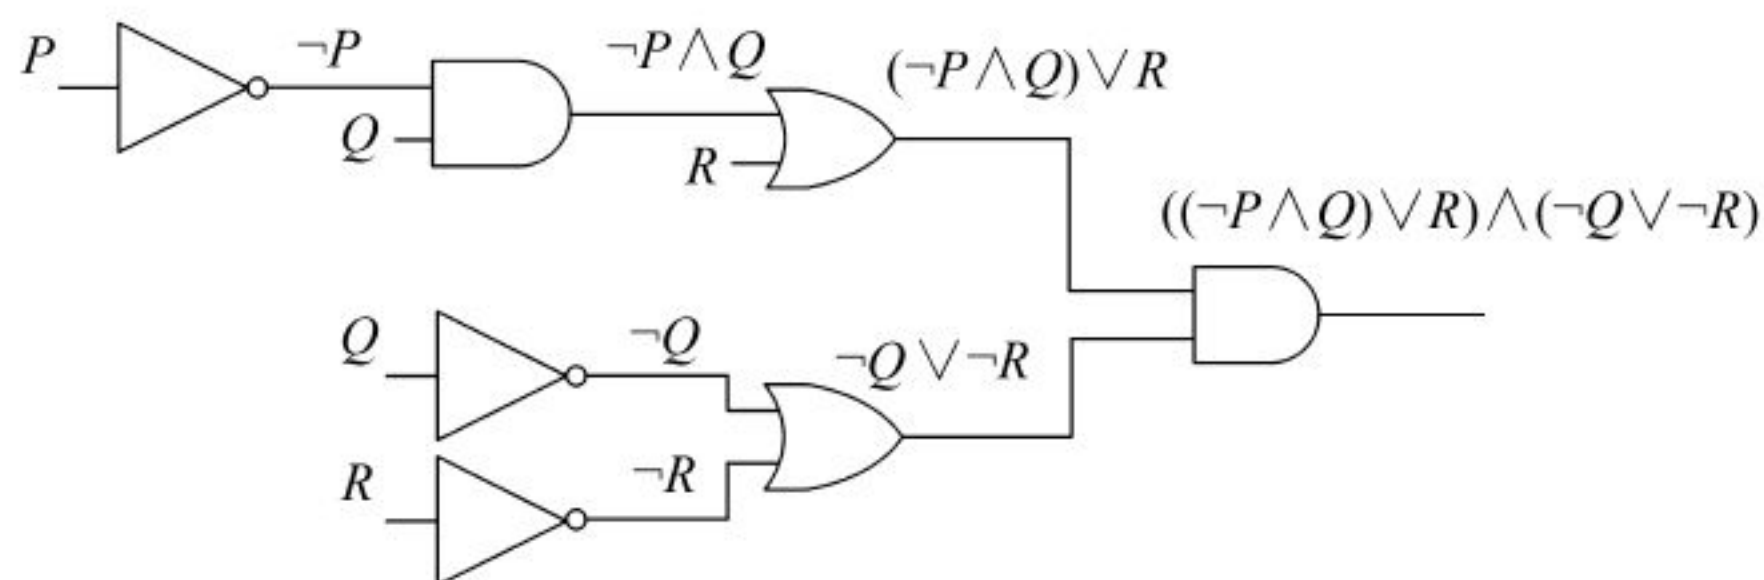 P
¬P
¬P∧Q
(¬P∧Q)∨R
Q
R
((¬P∧Q)∨R)∧(¬Q∨¬R)
Q
¬Q
¬Q∨¬R
R
¬R